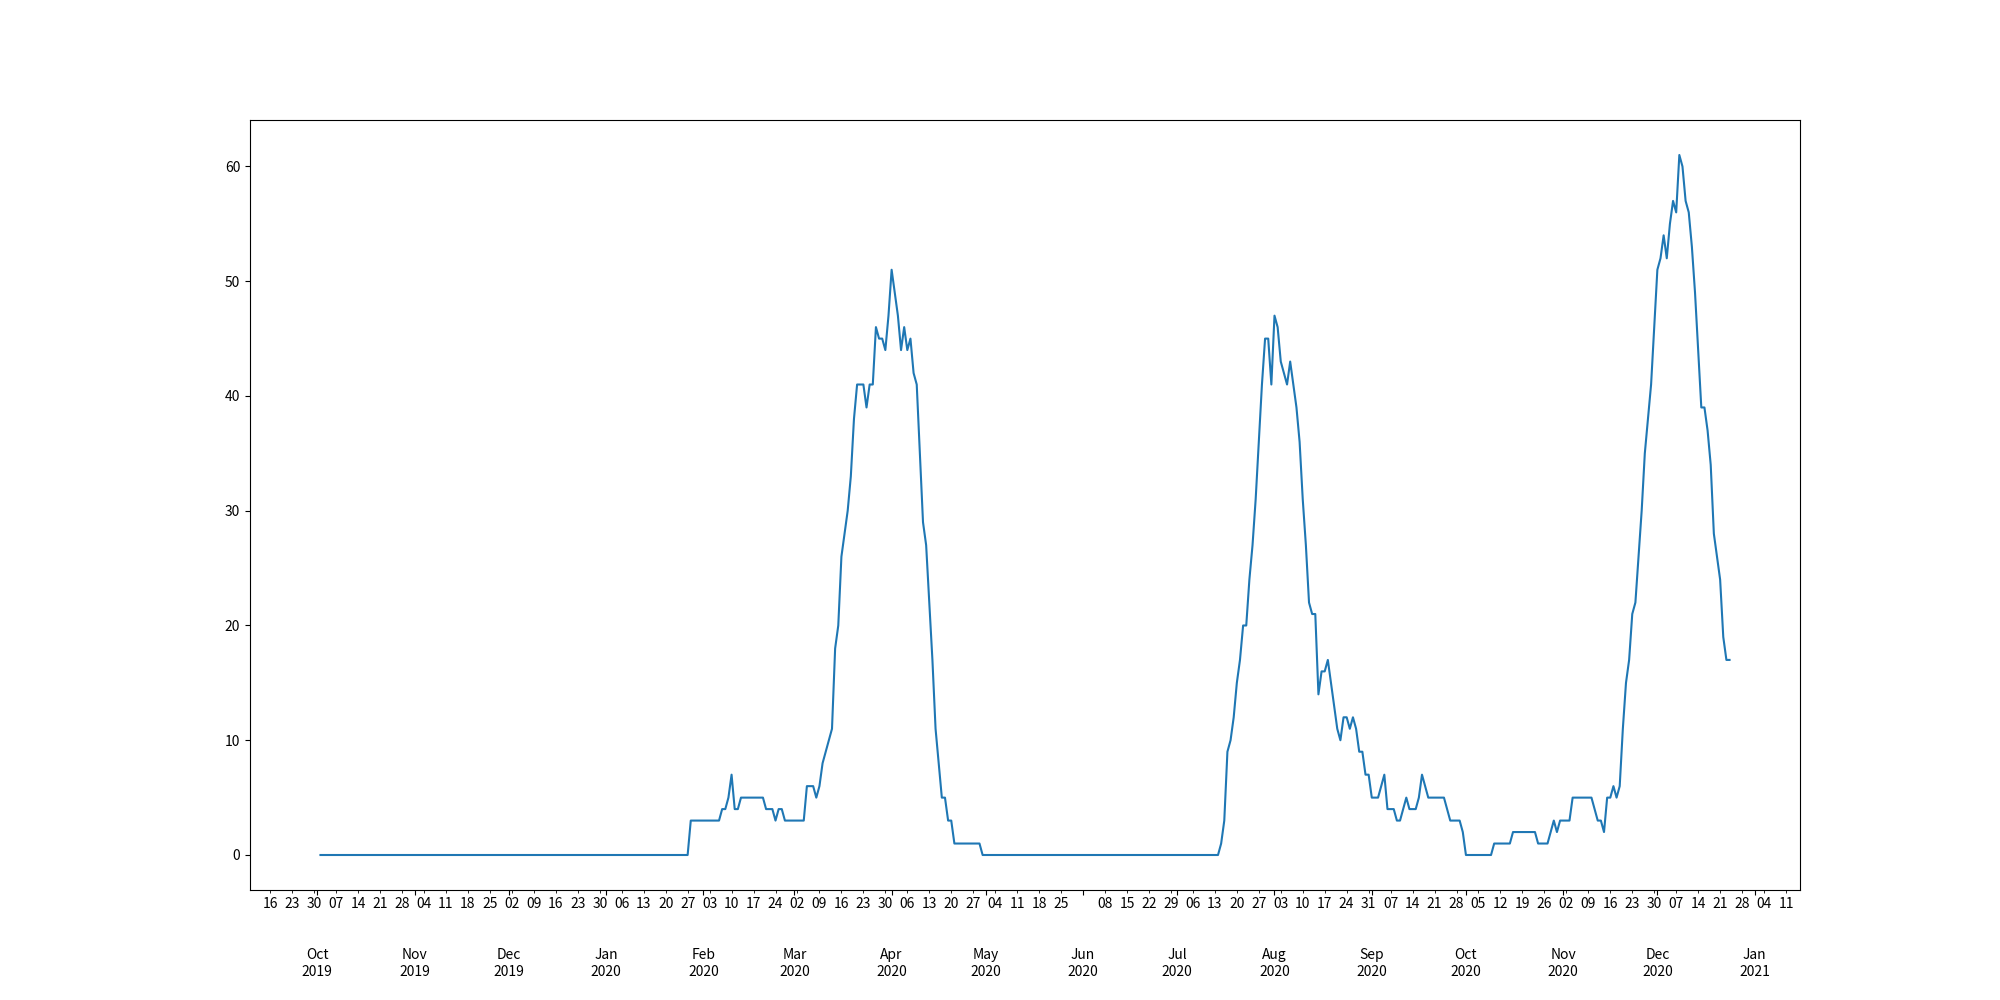 60
50
40
30
20
10
0
16 23 30 07 14 21 28 04 11 18 25 02 09 16 23 30 06 13 20 27 03 10 17 24 02 09 16 23 30 06 13 20 27 04 11 18 25 08 15 22 29 06 13 20 27 03 10 17 24 31 07 14 21 28 05 12 19 26 02 09 16 23 30 07 14 21 28 04 11
Oct Nov Dec Jan Feb Mar Apr May Jun Jul Aug Sep Oct Nov Dec Jan
2019 2019 2019 2020 2020 2020 2020 2020 2020 2020 2020 2020 2020 2020 2020 2021